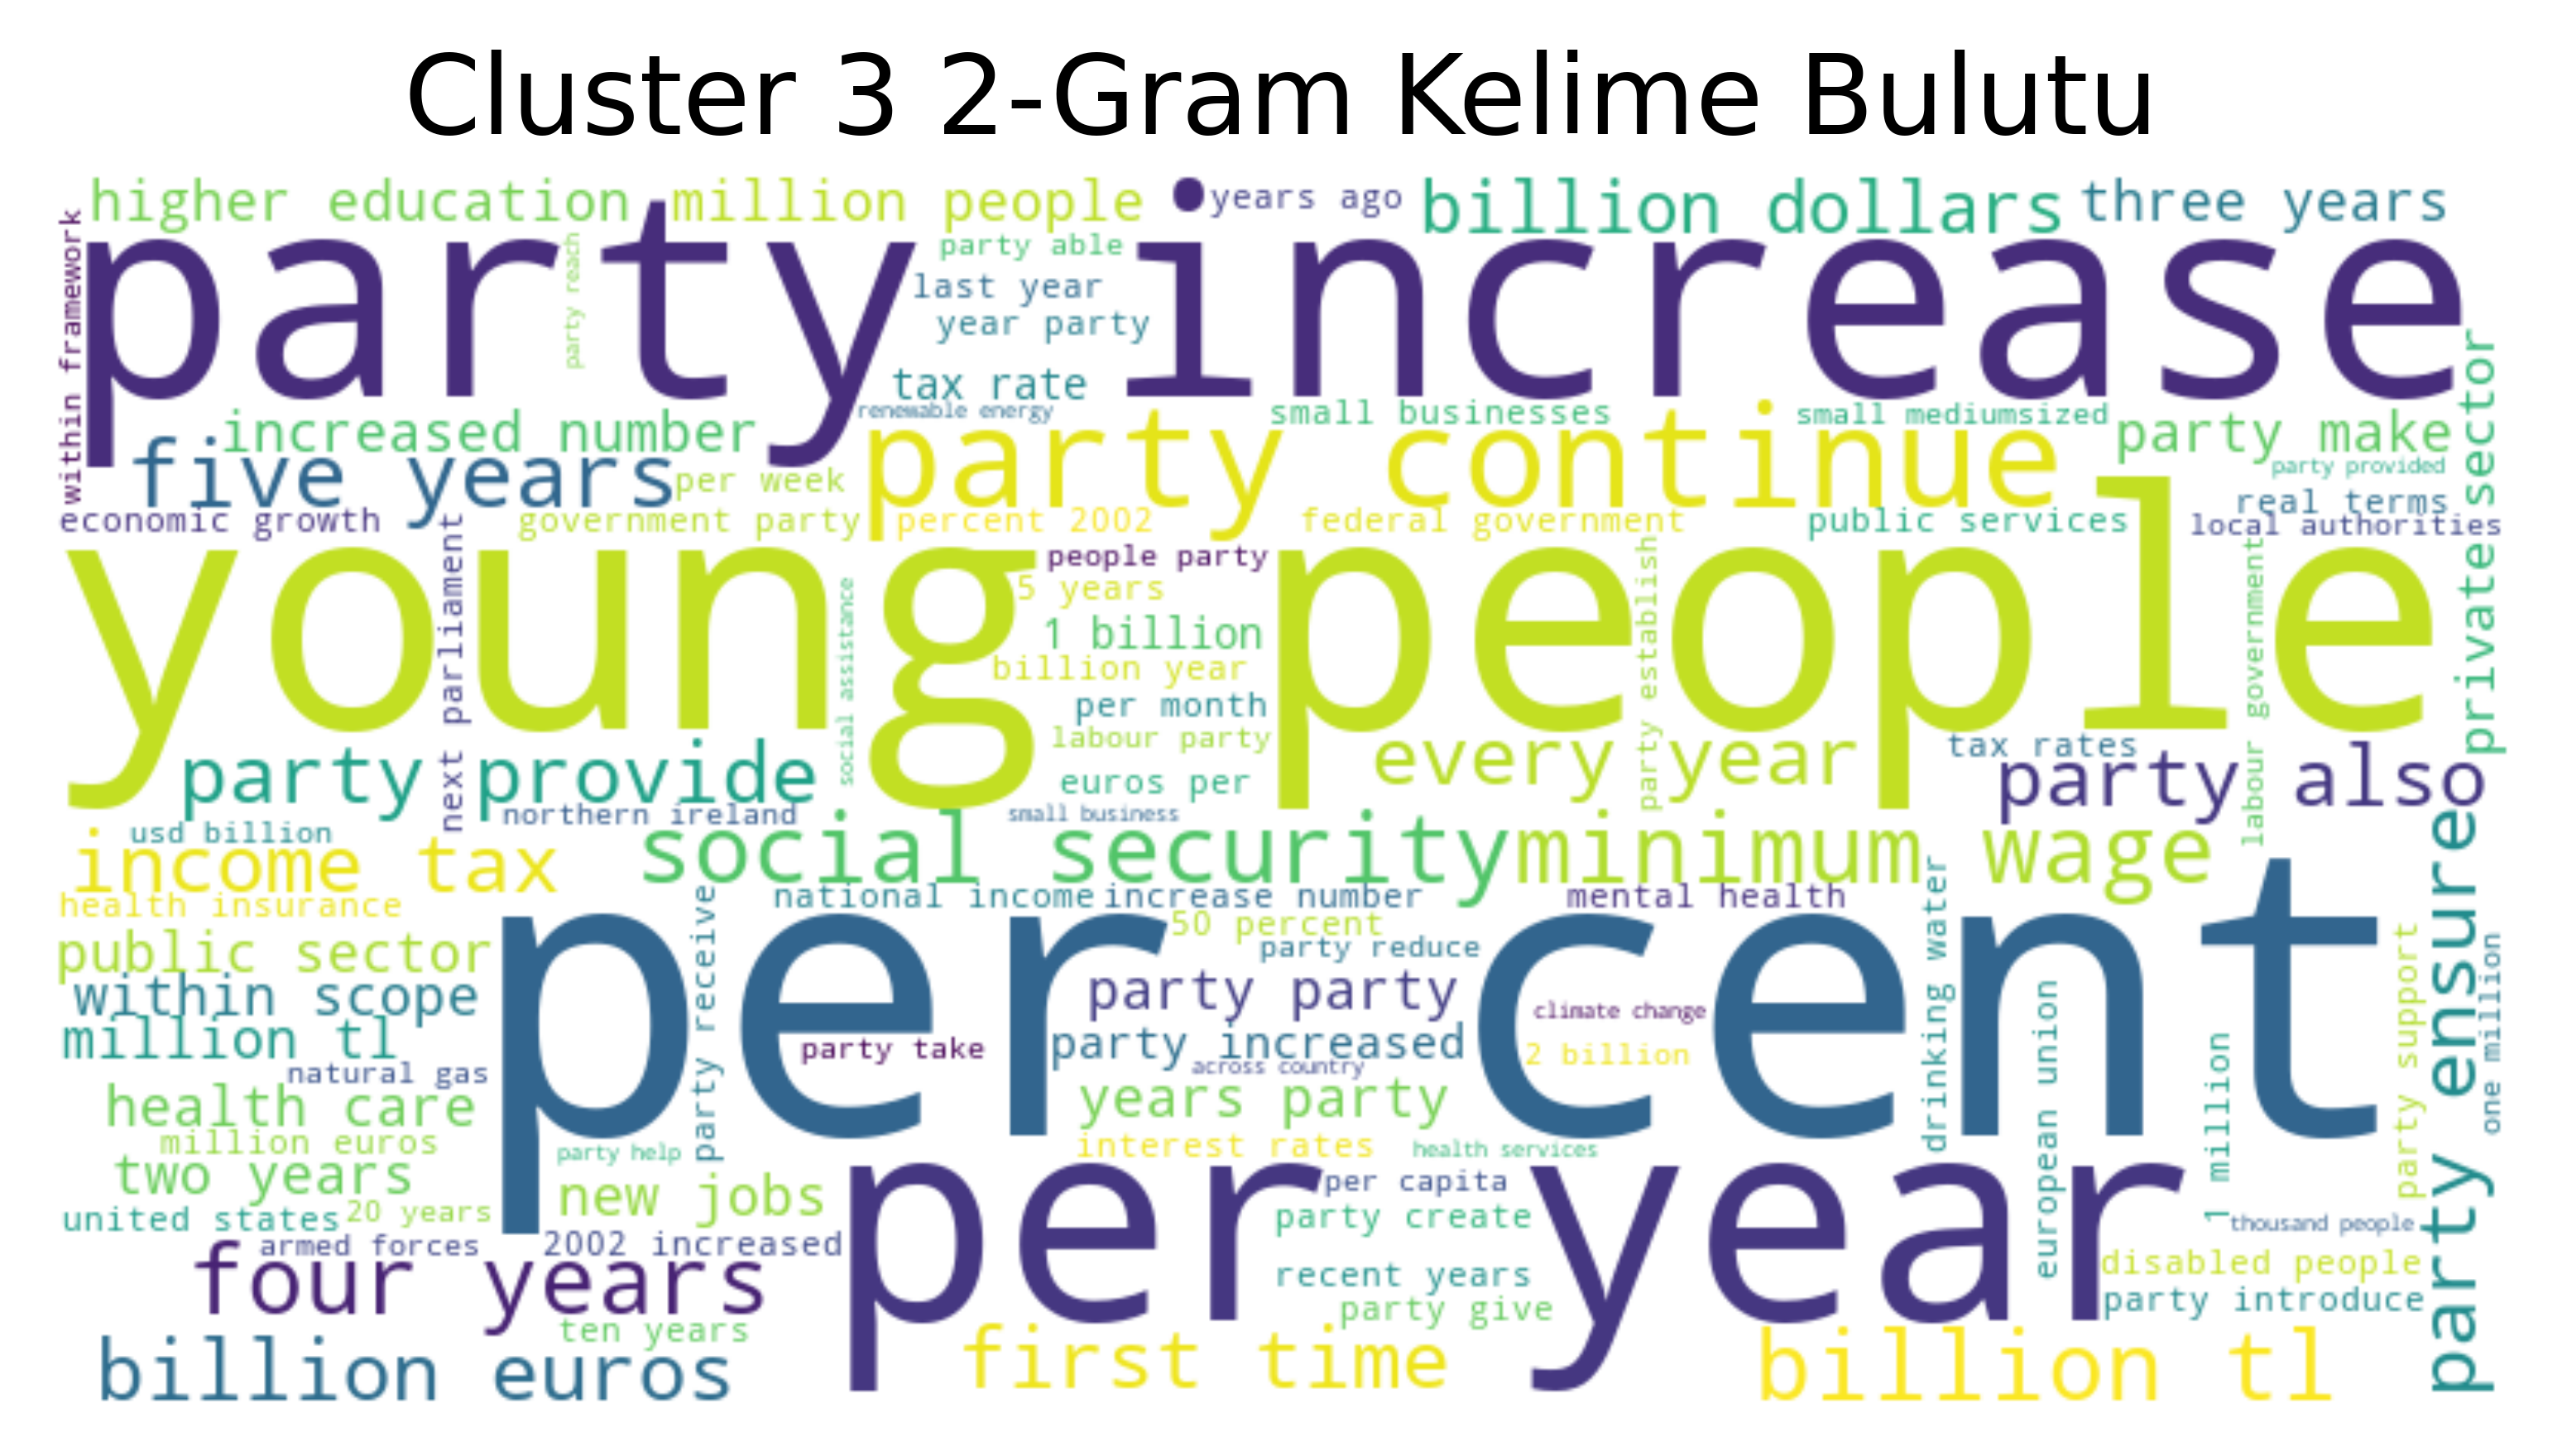 Cluster 3 2-Gram Kelime Bulutu
higher education
million people
years ago
billion dollars
three years
within framework
party increase
party reach
party able
last year
year party
tax rate
renewable energy
small businesses
small mediumsized
party make
increased number
five years
per week
party continue
party provided
private sector
real terms
economic growth
government party
percent 2002
federal government
public services
local authorities
young people
next parliament
social assistance
people party
5 years
1 billion
billion year
per month
labour party
euros per
party establish
labour government
every year
tax rates
party also
party provide
northern ireland
small business
usd billion
income tax
social security
minimum wage
health insurance
national income
increase number
mental health
drinking water
party ensure
public sector
per cent
party receive
50 percent
party reduce
within scope
party party
climate change
million tl
party take
party increased
2 billion
across country
natural gas
health care
years party
european union
1 million
party support
one million
million euros
party help
interest rates
health services
two years
new jobs
per year
per capita
united states
20 years
party create
thousand people
armed forces
2002 increased
four years
recent years
disabled people
party give
party introduce
ten years
billion euros
first time
billion tl